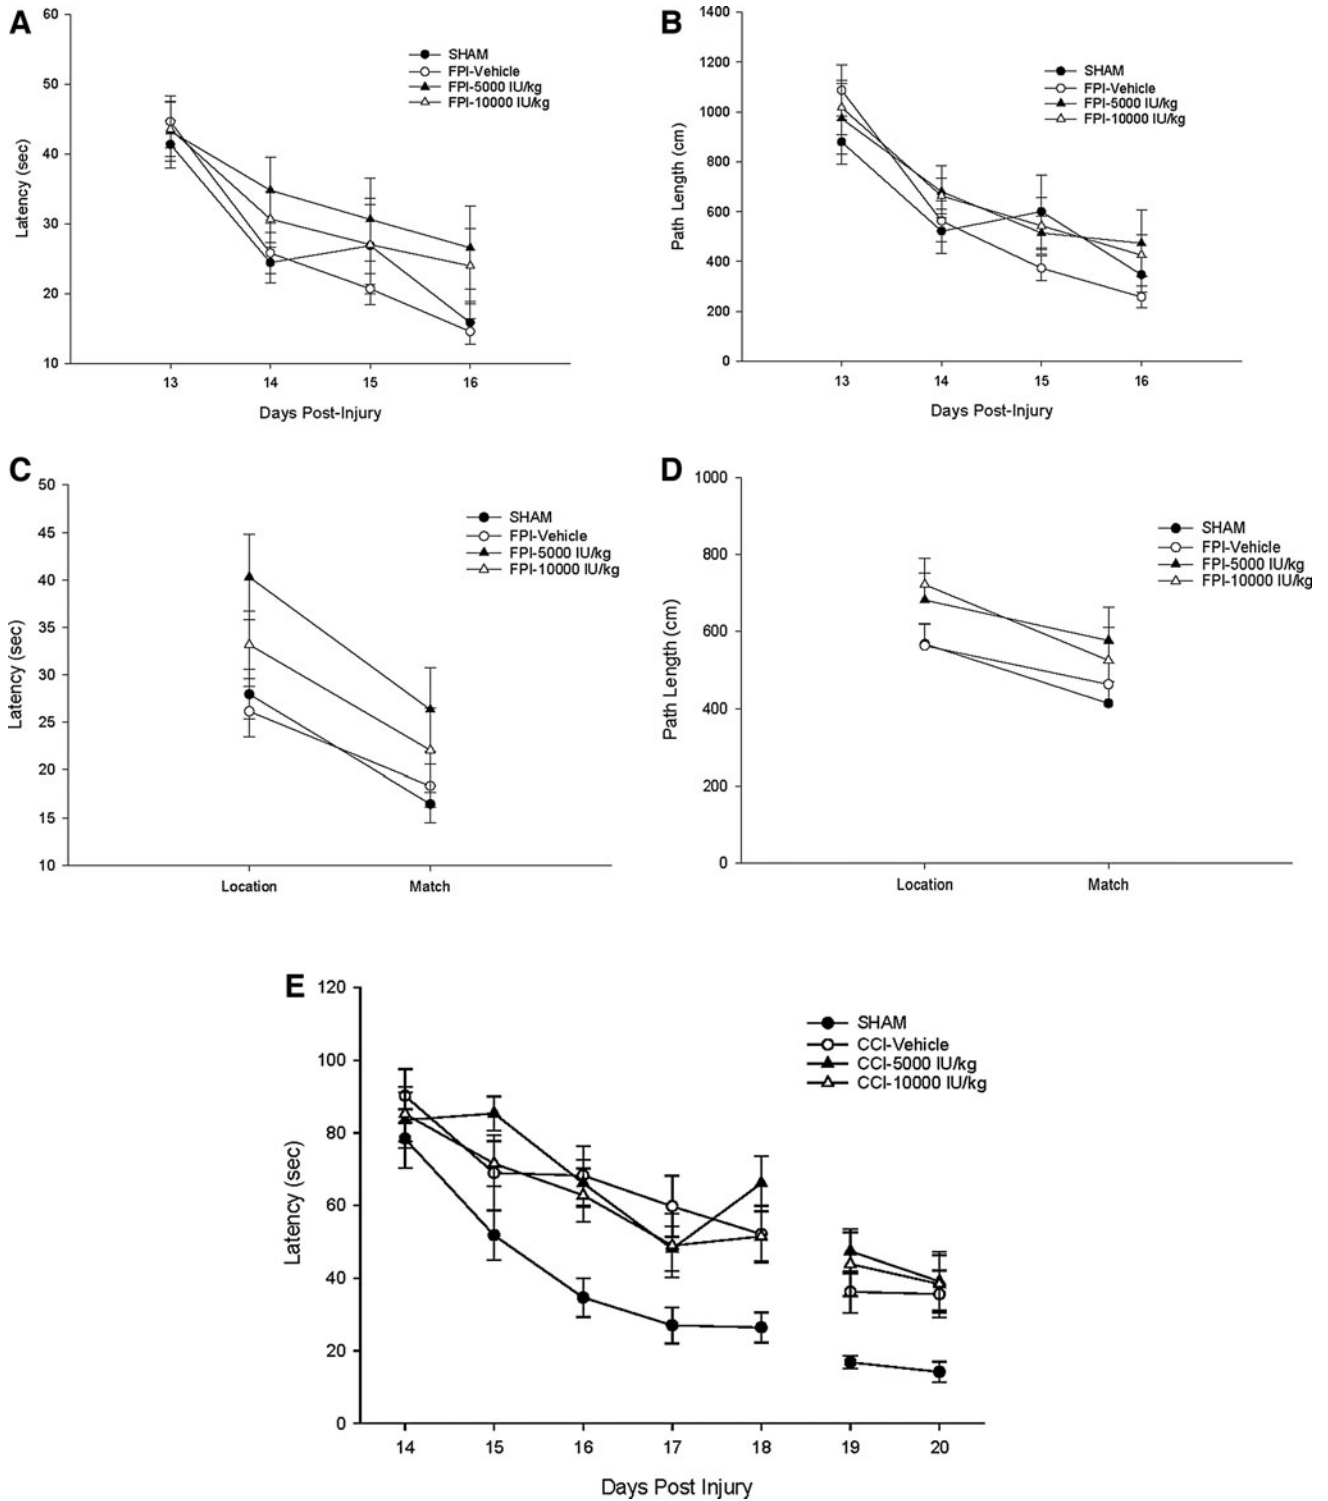 A
60
50
40
30
20
10
Latency (sec)
SHAM
FPI-Vehicle
FPI-5000 IU/kg
FPI-10000 IU/kg
13 14 15 16
Days Post-Injury
B
1400
1200
1000
800
600
400
200
0
Path Length (cm)
SHAM
FPI-Vehicle
FPI-5000 IU/kg
FPI-10000 IU/kg
13 14 15 16
Days Post-Injury
C
50
45
40
35
30
25
20
15
10
Latency (sec)
SHAM
FPI-Vehicle
FPI-5000 IU/kg
FPI-10000 IU/kg
Location Match
D
1000
800
600
400
200
0
Path Length (cm)
SHAM
FPI-Vehicle
FPI-5000 IU/kg
FPI-10000 IU/kg
Location Match
E
120
100
80
60
40
20
0
Latency (sec)
SHAM
CCI-Vehicle
CCI-5000 IU/kg
CCI-10000 IU/kg
14 15 16 17 18 19 20
Days Post Injury